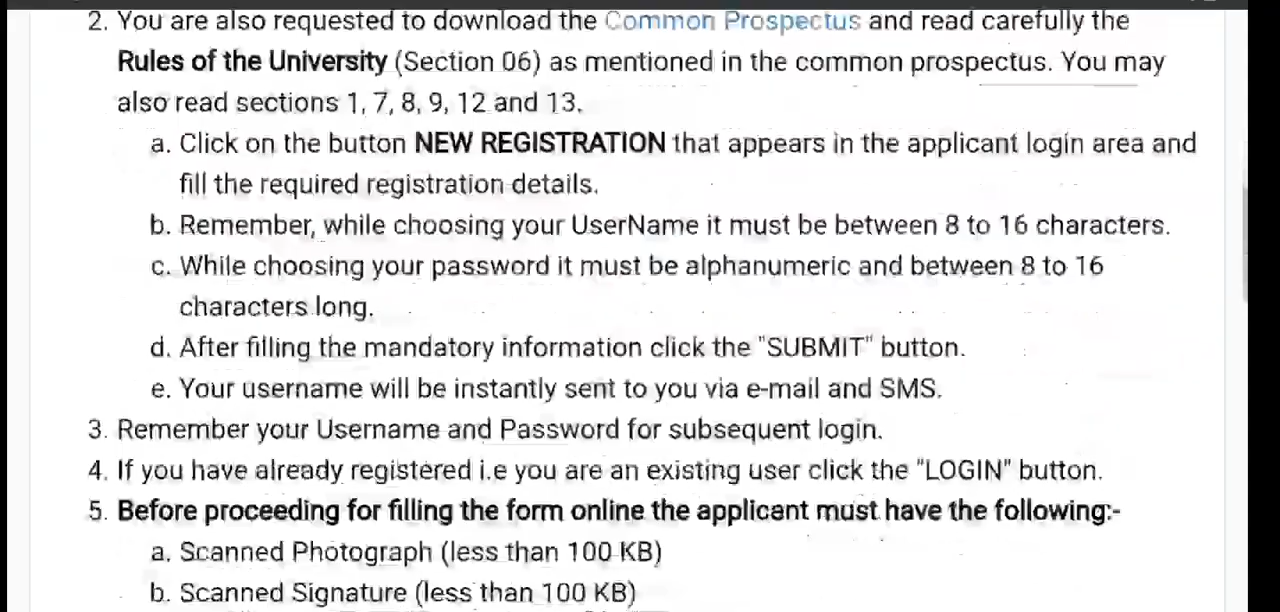 2. You are also requested to download the Common Prospectus and read carefully the
Rules of the University (Section 06) as mentioned in the common prospectus. You may
also read sections 1, 7, 8, 9, 12 and 13.
a. Click on the button NEW REGISTRATION that appears in the applicant login area and
fill the required registration details.
b. Remember, while choosing your UserName it must be between 8 to 16 characters.
c. While choosing your password it must be alphanumeric and between 8 to 16
characters long.
d. After filling the mandatory information click the "SUBMIT" button.
e. Your username will be instantly sent to you via e-mail and SMS.
3. Remember your Username and Password for subsequent login.
4. If you have already registered i.e you are an existing user click the "LOGIN" button.
5. Before proceeding for filling the form online the applicant must have the following:-
a. Scanned Photograph (less than 100 KB)
b. Scanned Signature (less than 100 KB)